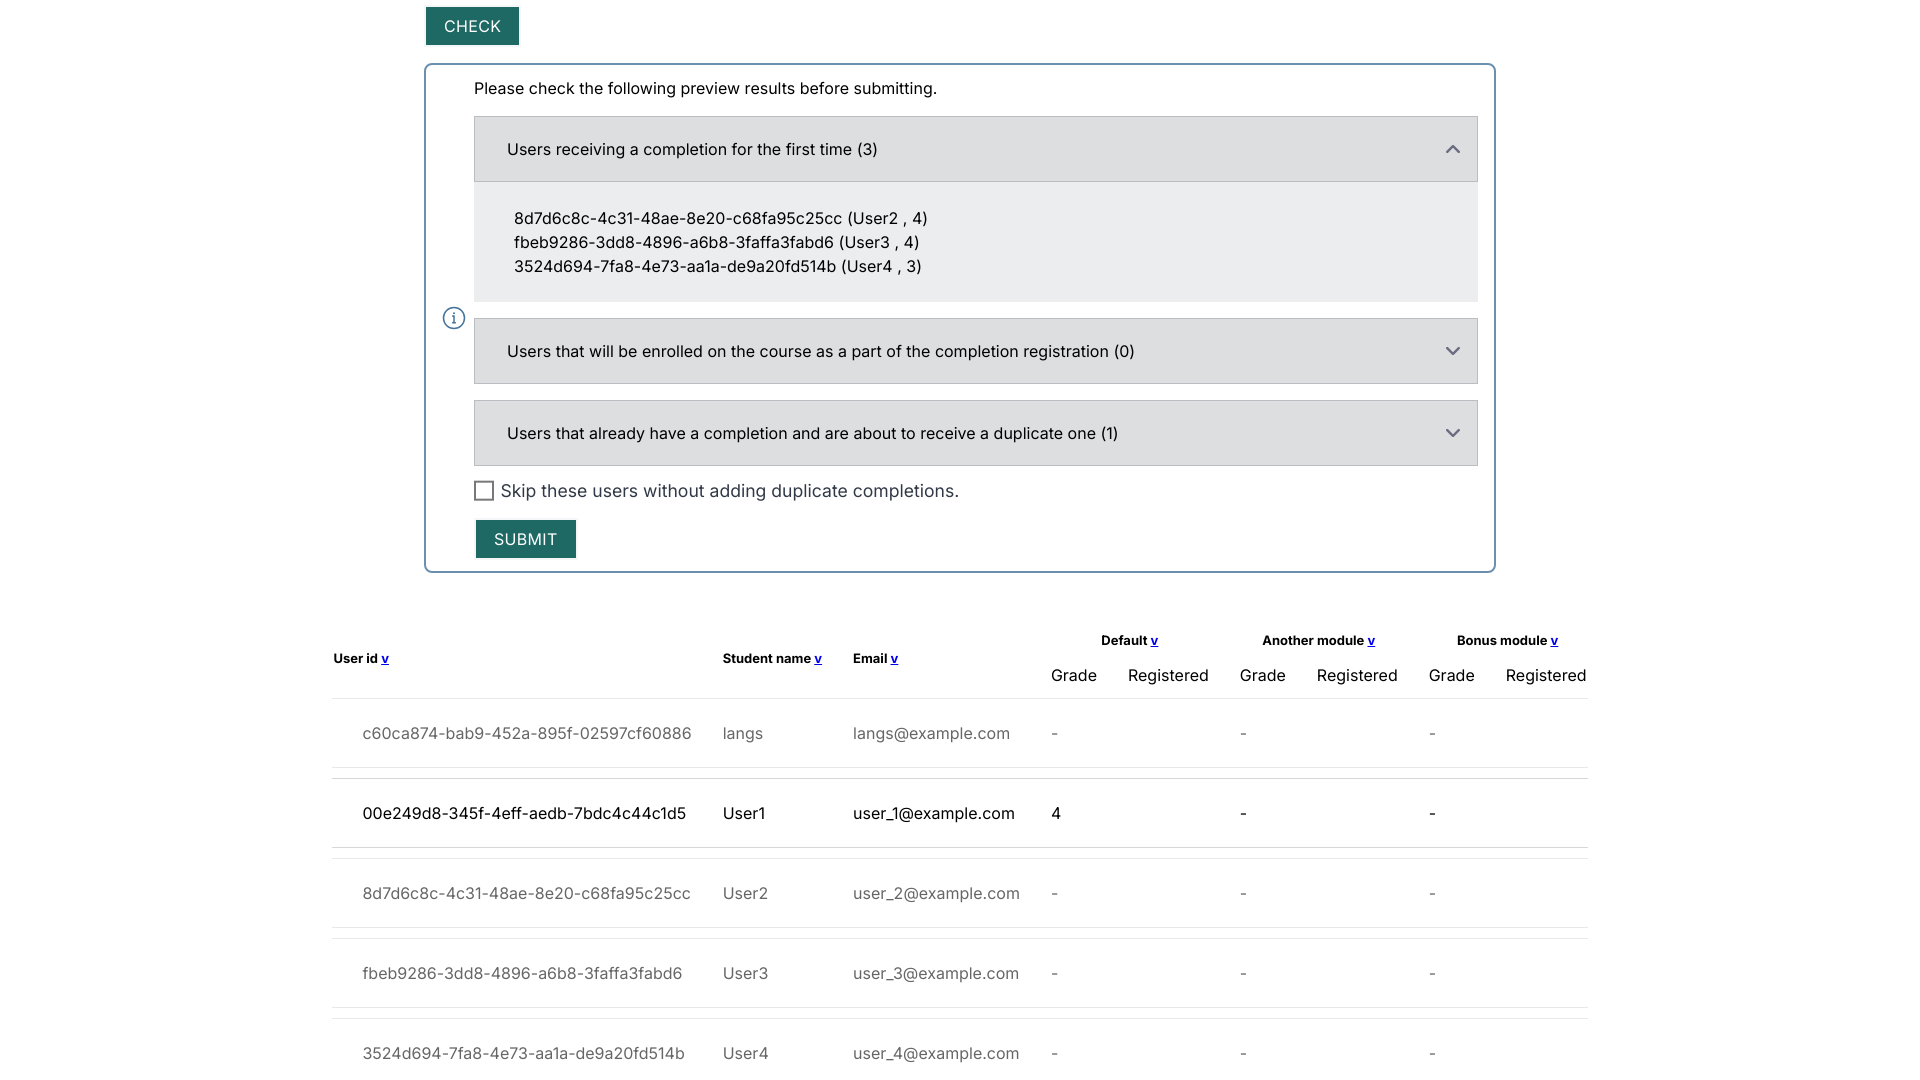 CHECK
Please check the following preview results before submitting.
Users receiving a completion for the first time (3)
8d7d6c8c-4c31-48ae-8e20-c68fa95c25cc (User2 , 4)
fbeb9286-3dd8-4896-a6b8-3faffa3fabd6 (User3 , 4)
3524d694-7fa8-4e73-aa1a-de9a20fd514b (User4 , 3)
Users that will be enrolled on the course as a part of the completion registration (0)
Users that already have a completion and are about to receive a duplicate one (1)
Skip these users without adding duplicate completions.
SUBMIT
User id v Student name v Email v Default v Another module v Bonus module v
Grade Registered Grade Registered Grade Registered
c60ca874-bab9-452a-895f-02597cf60886 langs langs@example.com - - -
00e249d8-345f-4eff-aedb-7bdc4c44c1d5 User1 user_1@example.com 4 - -
8d7d6c8c-4c31-48ae-8e20-c68fa95c25cc User2 user_2@example.com - - -
fbeb9286-3dd8-4896-a6b8-3faffa3fabd6 User3 user_3@example.com - - -
3524d694-7fa8-4e73-aa1a-de9a20fd514b User4 user_4@example.com - - -